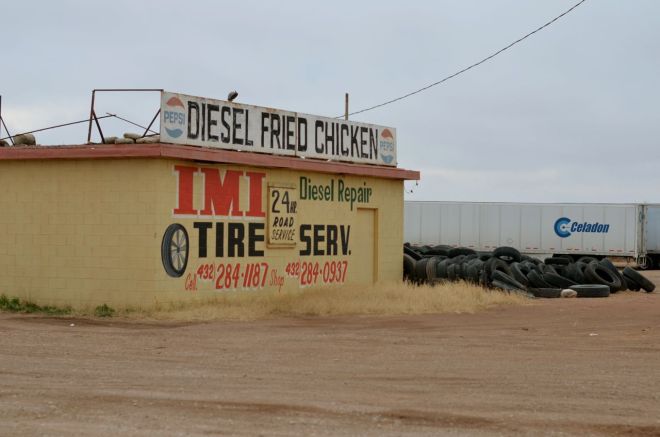 PEPSI DIESEL FRIED CHICKEN PEPSI
IMI
24 HR.
ROAD
SERVICE
Diesel Repair
TIRE SERV.
Cell. 432 284-1187 Shop 432 284-0937
Celadon